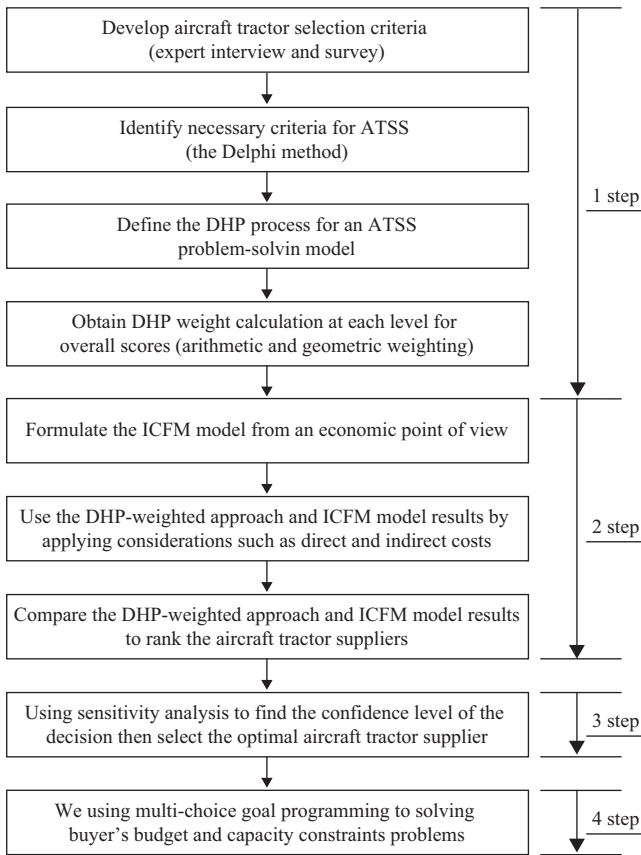 Develop aircraft tractor selection criteria
(expert interview and survey)
Identify necessary criteria for ATSS
(the Delphi method)
Define the DHP process for an ATSS
problem-solvin model
Obtain DHP weight calculation at each level for
overall scores (arithmetic and geometric weighting)
1 step
Formulate the ICFM model from an economic point of view
Use the DHP-weighted approach and ICFM model results by
applying considerations such as direct and indirect costs
Compare the DHP-weighted approach and ICFM model results
to rank the aircraft tractor suppliers
2 step
Using sensitivity analysis to find the confidence level of the
decision then select the optimal aircraft tractor supplier
3 step
We using multi-choice goal programming to solving
buyer's budget and capacity constraints problems
4 step